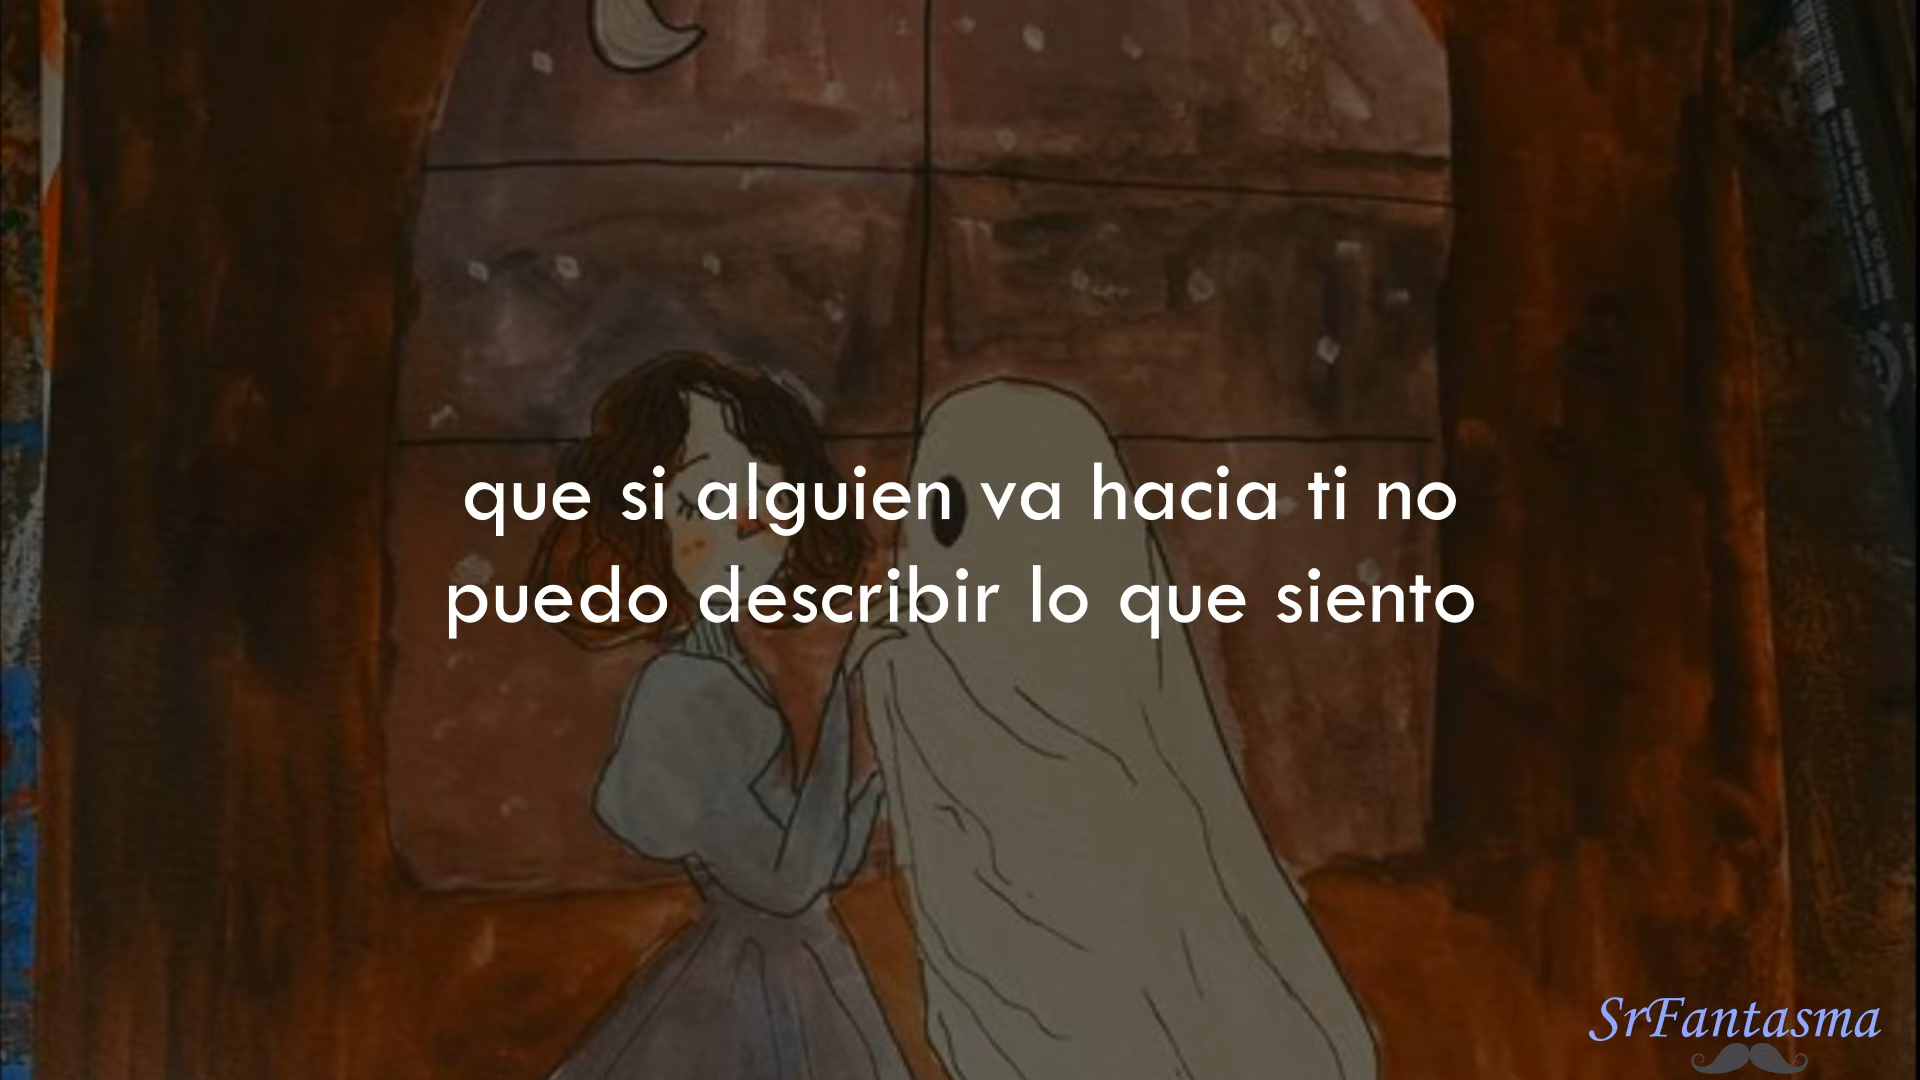 que si alguien va hacia ti no
puedo describir lo que siento
SrFantasma